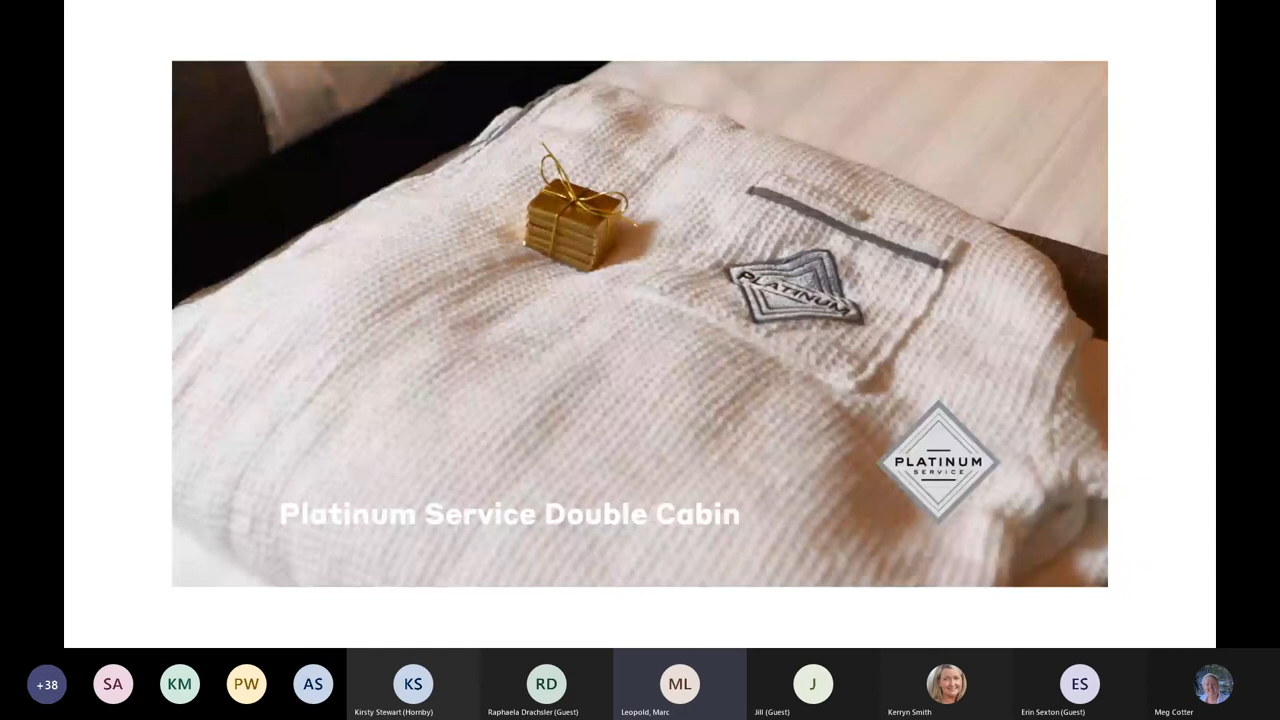 PLATINUM
PLATINUM
SERVICE
Platinum Service Double Cabin
+38
SA
KM
PW
AS
KS
RD
ML
J
ES
Kirsty Stewart (Hornby)
Raphaela Drachsler (Guest)
Leopold, Marc
Jill (Guest)
Kerryn Smith
Erin Sexton (Guest)
Meg Cotter